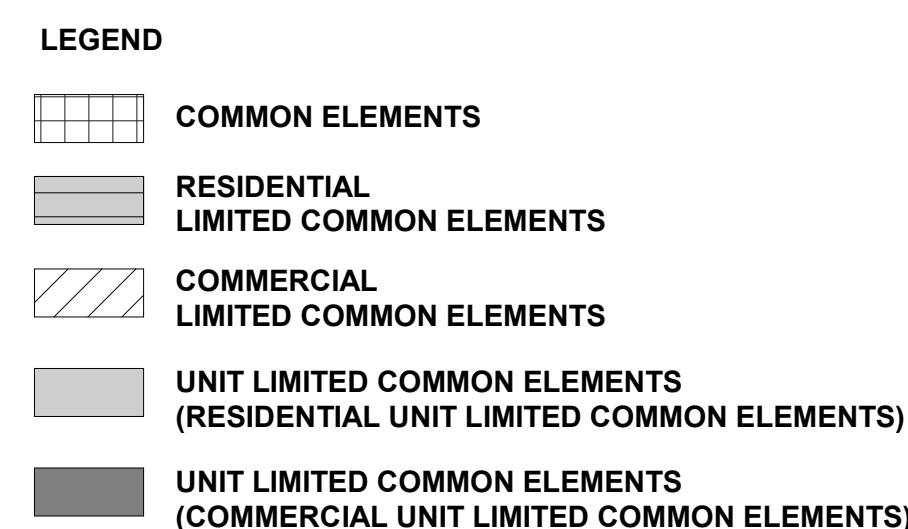 LEGEND
COMMON ELEMENTS
RESIDENTIAL
LIMITED COMMON ELEMENTS
COMMERCIAL
LIMITED COMMON ELEMENTS
UNIT LIMITED COMMON ELEMENTS
(RESIDENTIAL UNIT LIMITED COMMON ELEMENTS)
UNIT LIMITED COMMON ELEMENTS
(COMMERCIAL UNIT LIMITED COMMON ELEMENTS)